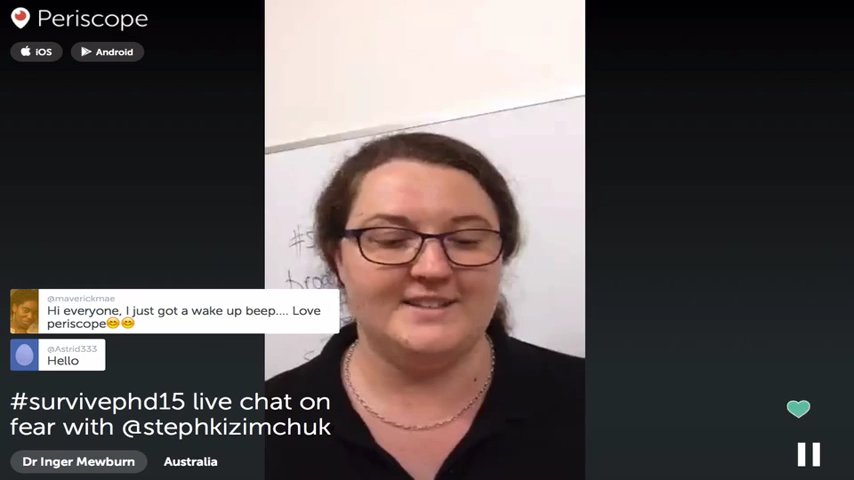 Periscope
iOS
Android
#s
@maverickmae
Hi everyone, I just got a wake up beep.... Love
periscope😊😊
@Astrid333
Hello
#survivephd15 live chat on
fear with @stephkizimchuk
Dr Inger Mewburn
Australia